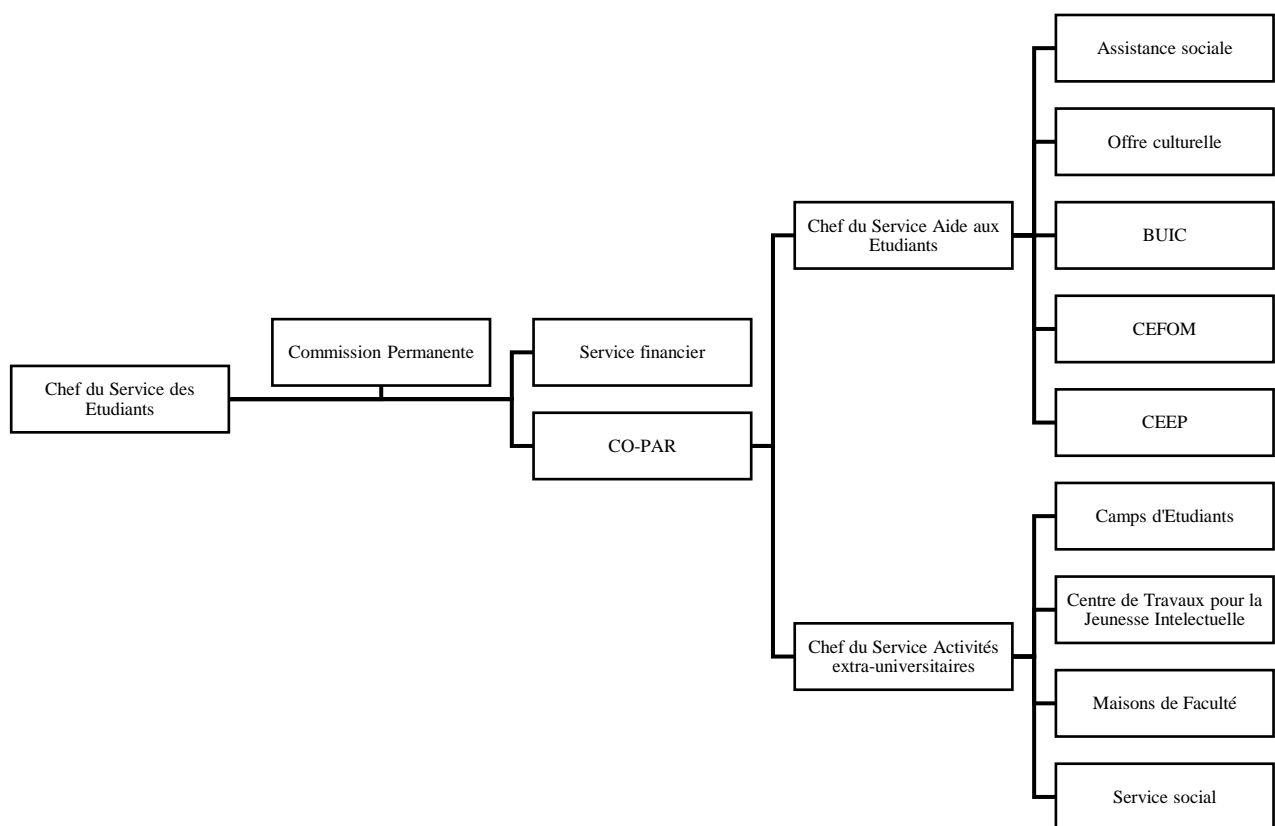 Chef du Service des
Etudiants
Commission Permanente
Service financier
CO-PAR
Chef du Service Aide aux
Etudiants
Assistance sociale
Offre culturelle
BUIC
CEFOM
CEEP
Chef du Service Activités
extra-universitaires
Camps d'Etudiants
Centre de Travaux pour la
Jeunesse Intelectuelle
Maisons de Faculté
Service social